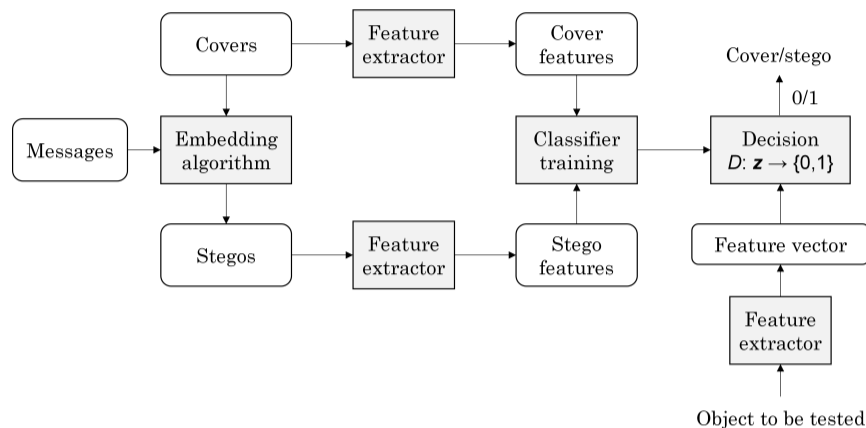 Covers
Feature
extractor
Cover
features
Cover/stego
0/1
Messages
Embedding
algorithm
Classifier
training
Decision
D: z → {0,1}
Stegos
Feature
extractor
Stego
features
Feature vector
Feature
extractor
Object to be tested